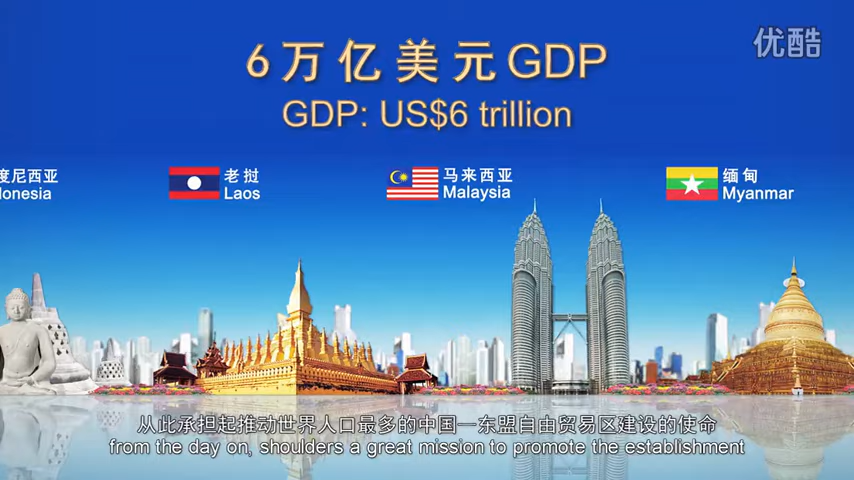 优酷
6万亿美元GDP
GDP: US$6 trillion
度尼西亚
老挝
马来西亚
缅甸
onesia
Laos
Malaysia
Myanmar
从此承担起推动世界人口最多的中国—东盟自由贸易区建设的使命
from the day on, shoulders a great mission to promote the establishment